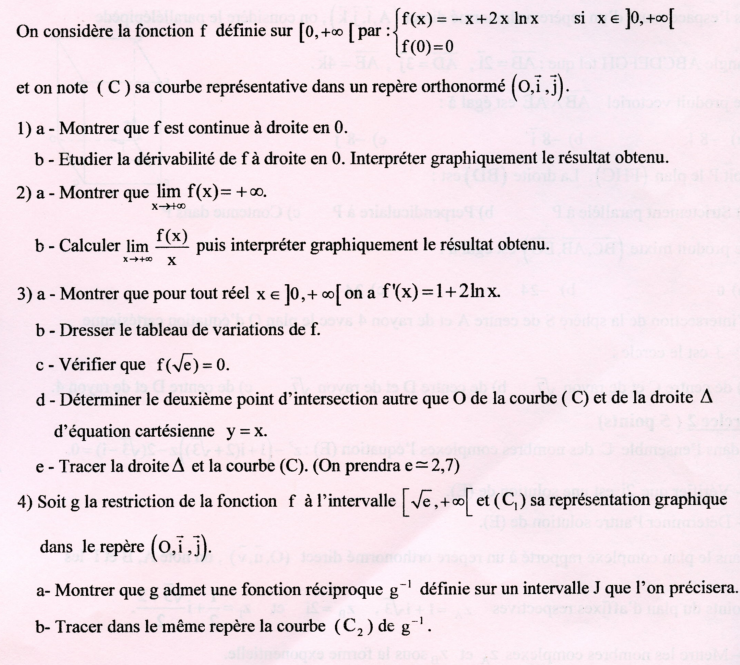 On considère la fonction f définie sur [0,+∞ [ par : { f(x) = − x+2x lnx si x ∈ ]0,+∞[
f(0)=0
et on note ( C ) sa courbe représentative dans un repère orthonormé (O,i⃗,j⃗).
1) a - Montrer que f est continue à droite en 0.
b - Etudier la dérivabilité de f à droite en 0. Interpréter graphiquement le résultat obtenu.
2) a - Montrer que lim f(x)= +∞.
x→+∞
b - Calculer lim f(x)/x puis interpréter graphiquement le résultat obtenu.
x→+∞
3) a - Montrer que pour tout réel x ∈ ]0,+ ∞[ on a f'(x)=1+2lnx.
b - Dresser le tableau de variations de f.
c - Vérifier que f(√e) = 0.
d - Déterminer le deuxième point d'intersection autre que O de la courbe ( C) et de la droite Δ
d'équation cartésienne y = x.
e - Tracer la droite Δ et la courbe (C). (On prendra e ≃ 2,7)
4) Soit g la restriction de la fonction f à l'intervalle [√e,+∞[ et (C₁) sa représentation graphique
dans le repère (O,i⃗,j⃗).
a- Montrer que g admet une fonction réciproque g⁻¹ définie sur un intervalle J que l'on précisera.
b- Tracer dans le même repère la courbe (C₂) de g⁻¹.